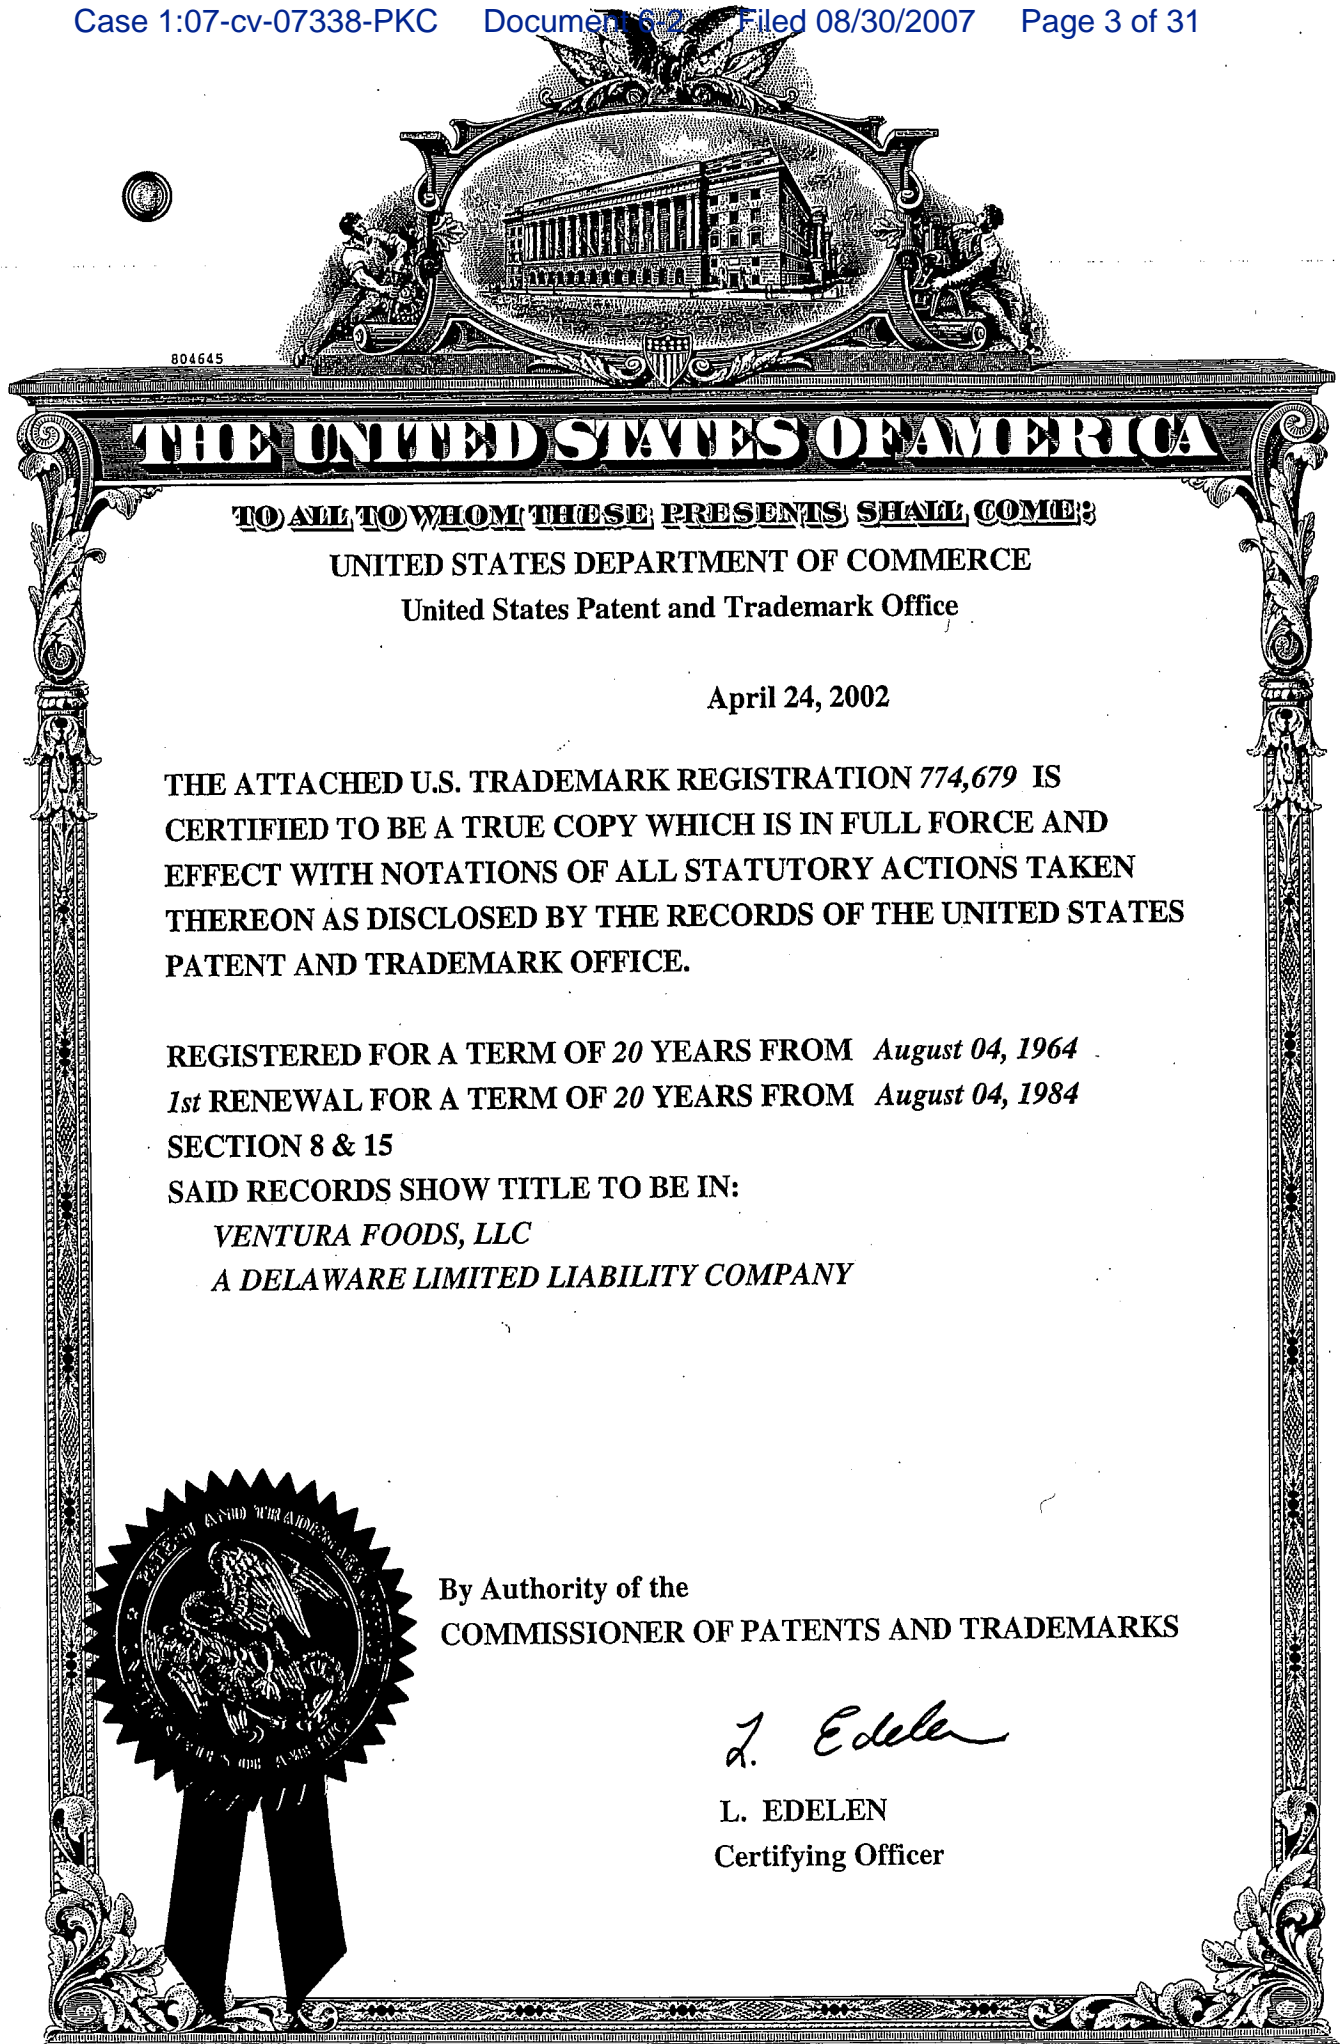 Case 1:07-cv-07338-PKC Document 6-2 Filed 08/30/2007 Page 3 of 31
804645
THE UNITED STATES OF AMERICA
TO ALL TO WHOM THESE PRESENTS SHALL COME:
UNITED STATES DEPARTMENT OF COMMERCE
United States Patent and Trademark Office
April 24, 2002
THE ATTACHED U.S. TRADEMARK REGISTRATION 774,679 IS
CERTIFIED TO BE A TRUE COPY WHICH IS IN FULL FORCE AND
EFFECT WITH NOTATIONS OF ALL STATUTORY ACTIONS TAKEN
THEREON AS DISCLOSED BY THE RECORDS OF THE UNITED STATES
PATENT AND TRADEMARK OFFICE.
REGISTERED FOR A TERM OF 20 YEARS FROM August 04, 1964
1st RENEWAL FOR A TERM OF 20 YEARS FROM August 04, 1984
SECTION 8 & 15
SAID RECORDS SHOW TITLE TO BE IN:
VENTURA FOODS, LLC
A DELAWARE LIMITED LIABILITY COMPANY
PATENT AND TRADEMARK
By Authority of the
COMMISSIONER OF PATENTS AND TRADEMARKS
L. Edelen
L. EDELEN
Certifying Officer